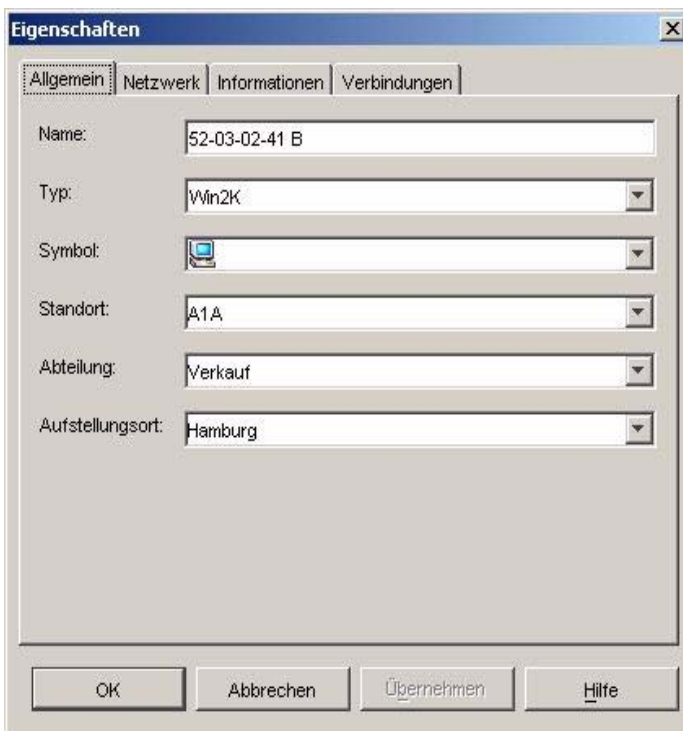 Eigenschaften
Allgemein Netzwerk Informationen Verbindungen
Name: 52-03-02-41 B
Typ: Win2K
Symbol:
Standort: A1A
Abteilung: Verkauf
Aufstellungsort: Hamburg
OK Abbrechen Übernehmen Hilfe